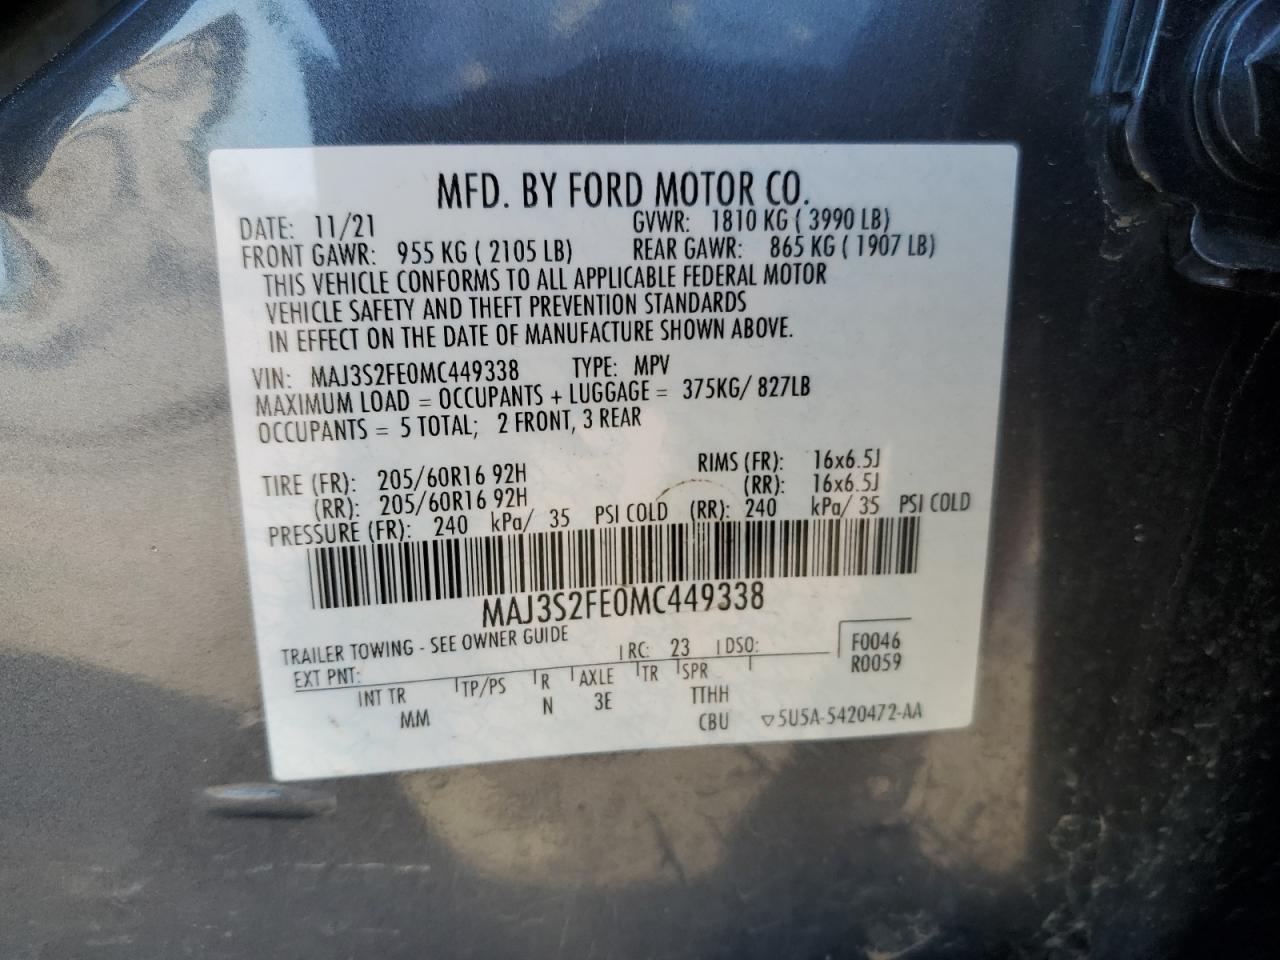 MFD. BY FORD MOTOR CO.
DATE: 11/21 GVWR: 1810 KG ( 3990 LB)
FRONT GAWR: 955 KG ( 2105 LB) REAR GAWR: 865 KG ( 1907 LB)
THIS VEHICLE CONFORMS TO ALL APPLICABLE FEDERAL MOTOR
VEHICLE SAFETY AND THEFT PREVENTION STANDARDS
IN EFFECT ON THE DATE OF MANUFACTURE SHOWN ABOVE.
VIN: MAJ3S2FE0MC449338 TYPE: MPV
MAXIMUM LOAD = OCCUPANTS + LUGGAGE = 375KG/ 827LB
OCCUPANTS = 5 TOTAL; 2 FRONT, 3 REAR
TIRE (FR): 205/60R16 92H RIMS (FR): 16x6.5J
(RR): 205/60R16 92H (RR): 16x6.5J
PRESSURE (FR): 240 kPa/ 35 PSI COLD (RR): 240 kPa/ 35 PSI COLD
MAJ3S2FE0MC449338
TRAILER TOWING - SEE OWNER GUIDE
EXT PNT: RC: 23 DSO: F0046
R0059
INT TR TP/PS R AXLE TR SPR
MM N 3E TTHH
CBU ▽5U5A-5420472-AA